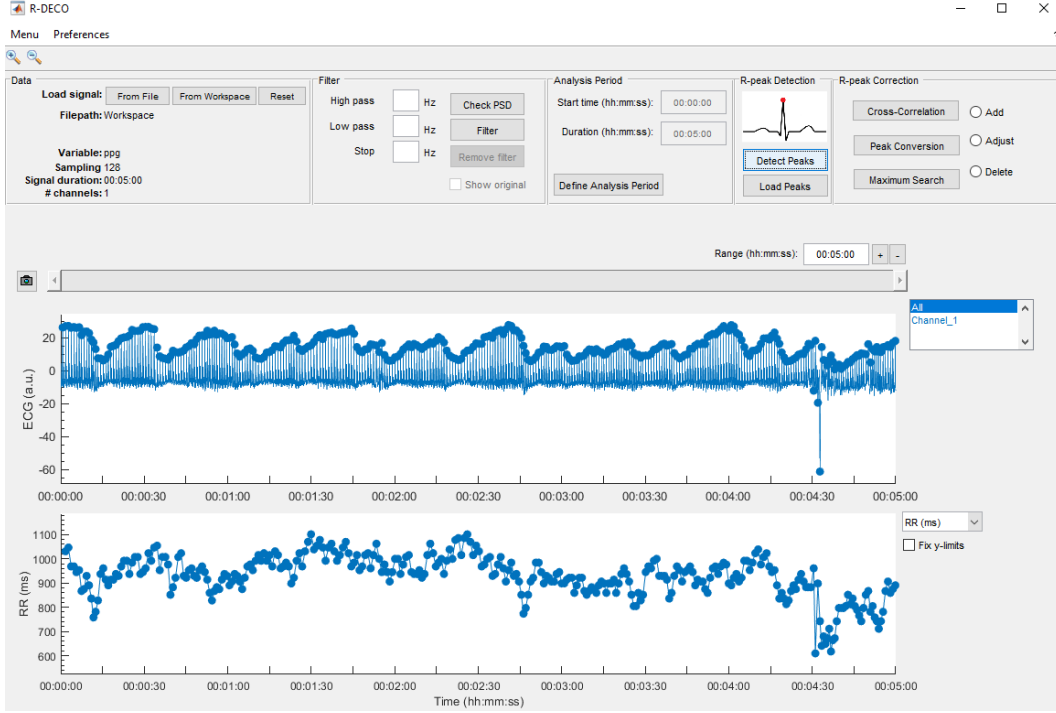 R-DECO
Menu Preferences
Data
Load signal: From File From Workspace Reset
Filepath: Workspace
Variable: ppg
Sampling 128
Signal duration: 00:05:00
# channels: 1
Filter
High pass Hz Check PSD
Low pass Hz Filter
Stop Hz Remove filter
Show original
Analysis Period
Start time (hh:mm:ss): 00:00:00
Duration (hh:mm:ss): 00:05:00
Define Analysis Period
R-peak Detection
Detect Peaks
Load Peaks
R-peak Correction
Cross-Correlation Add
Peak Conversion Adjust
Maximum Search Delete
Range (hh:mm:ss): 00:05:00 + -
All
Channel_1
ECG (a.u.)
20
0
-20
-40
-60
00:00:00 00:00:30 00:01:00 00:01:30 00:02:00 00:02:30 00:03:00 00:03:30 00:04:00 00:04:30 00:05:00
RR (ms)
Fix y-limits
RR (ms)
1100
1000
900
800
700
600
00:00:00 00:00:30 00:01:00 00:01:30 00:02:00 00:02:30 00:03:00 00:03:30 00:04:00 00:04:30 00:05:00
Time (hh:mm:ss)